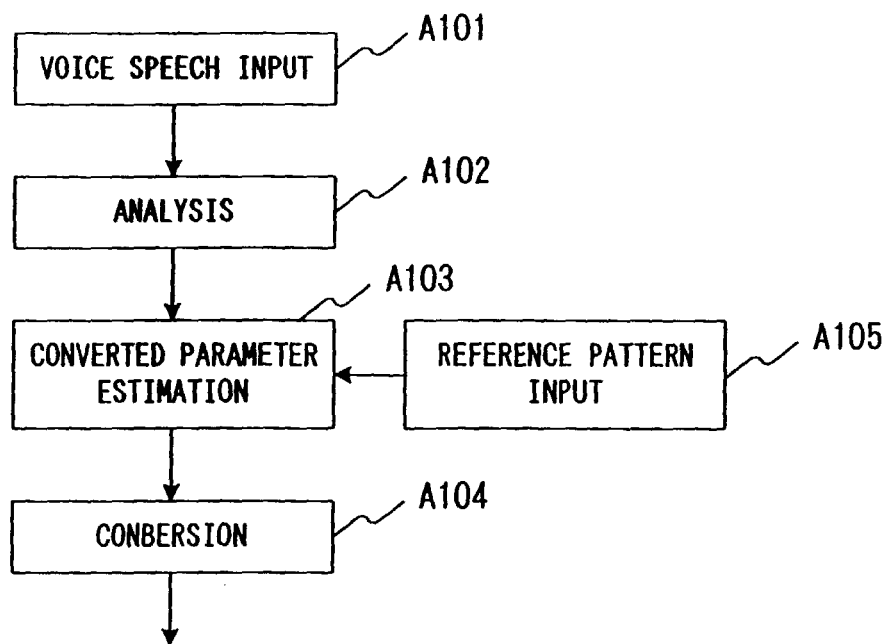 A101
VOICE SPEECH INPUT
A102
ANALYSIS
A103
CONVERTED PARAMETER
ESTIMATION
REFERENCE PATTERN
INPUT
A105
A104
CONBERSION